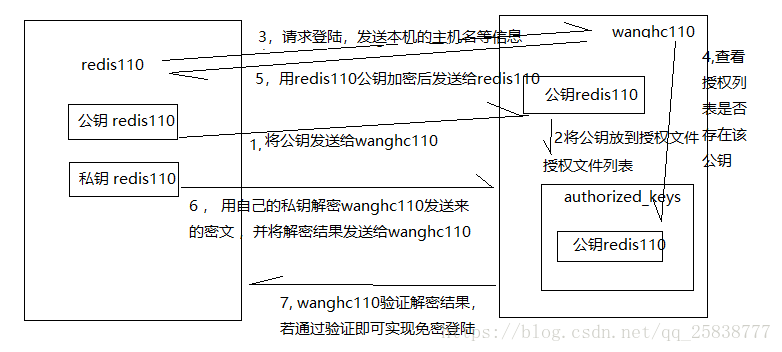 3，请求登陆，发送本机的主机名等信息
wanghc110
redis110
4,查看
授权列
表是否
存在该
公钥
5，用redis110公钥加密后发送给redis110
公钥redis110
公钥 redis110
1,将公钥发送给wanghc110
2将公钥放到授权文件
授权文件列表
私钥 redis110
authorized_keys
6 ， 用自己的私钥解密wanghc110发送来
的密文 ，并将解密结果发送给wanghc110
公钥redis110
7, wanghc110验证解密结果，
若通过验证即可实现免密登陆
https://blog.csdn.net/qq_25838777